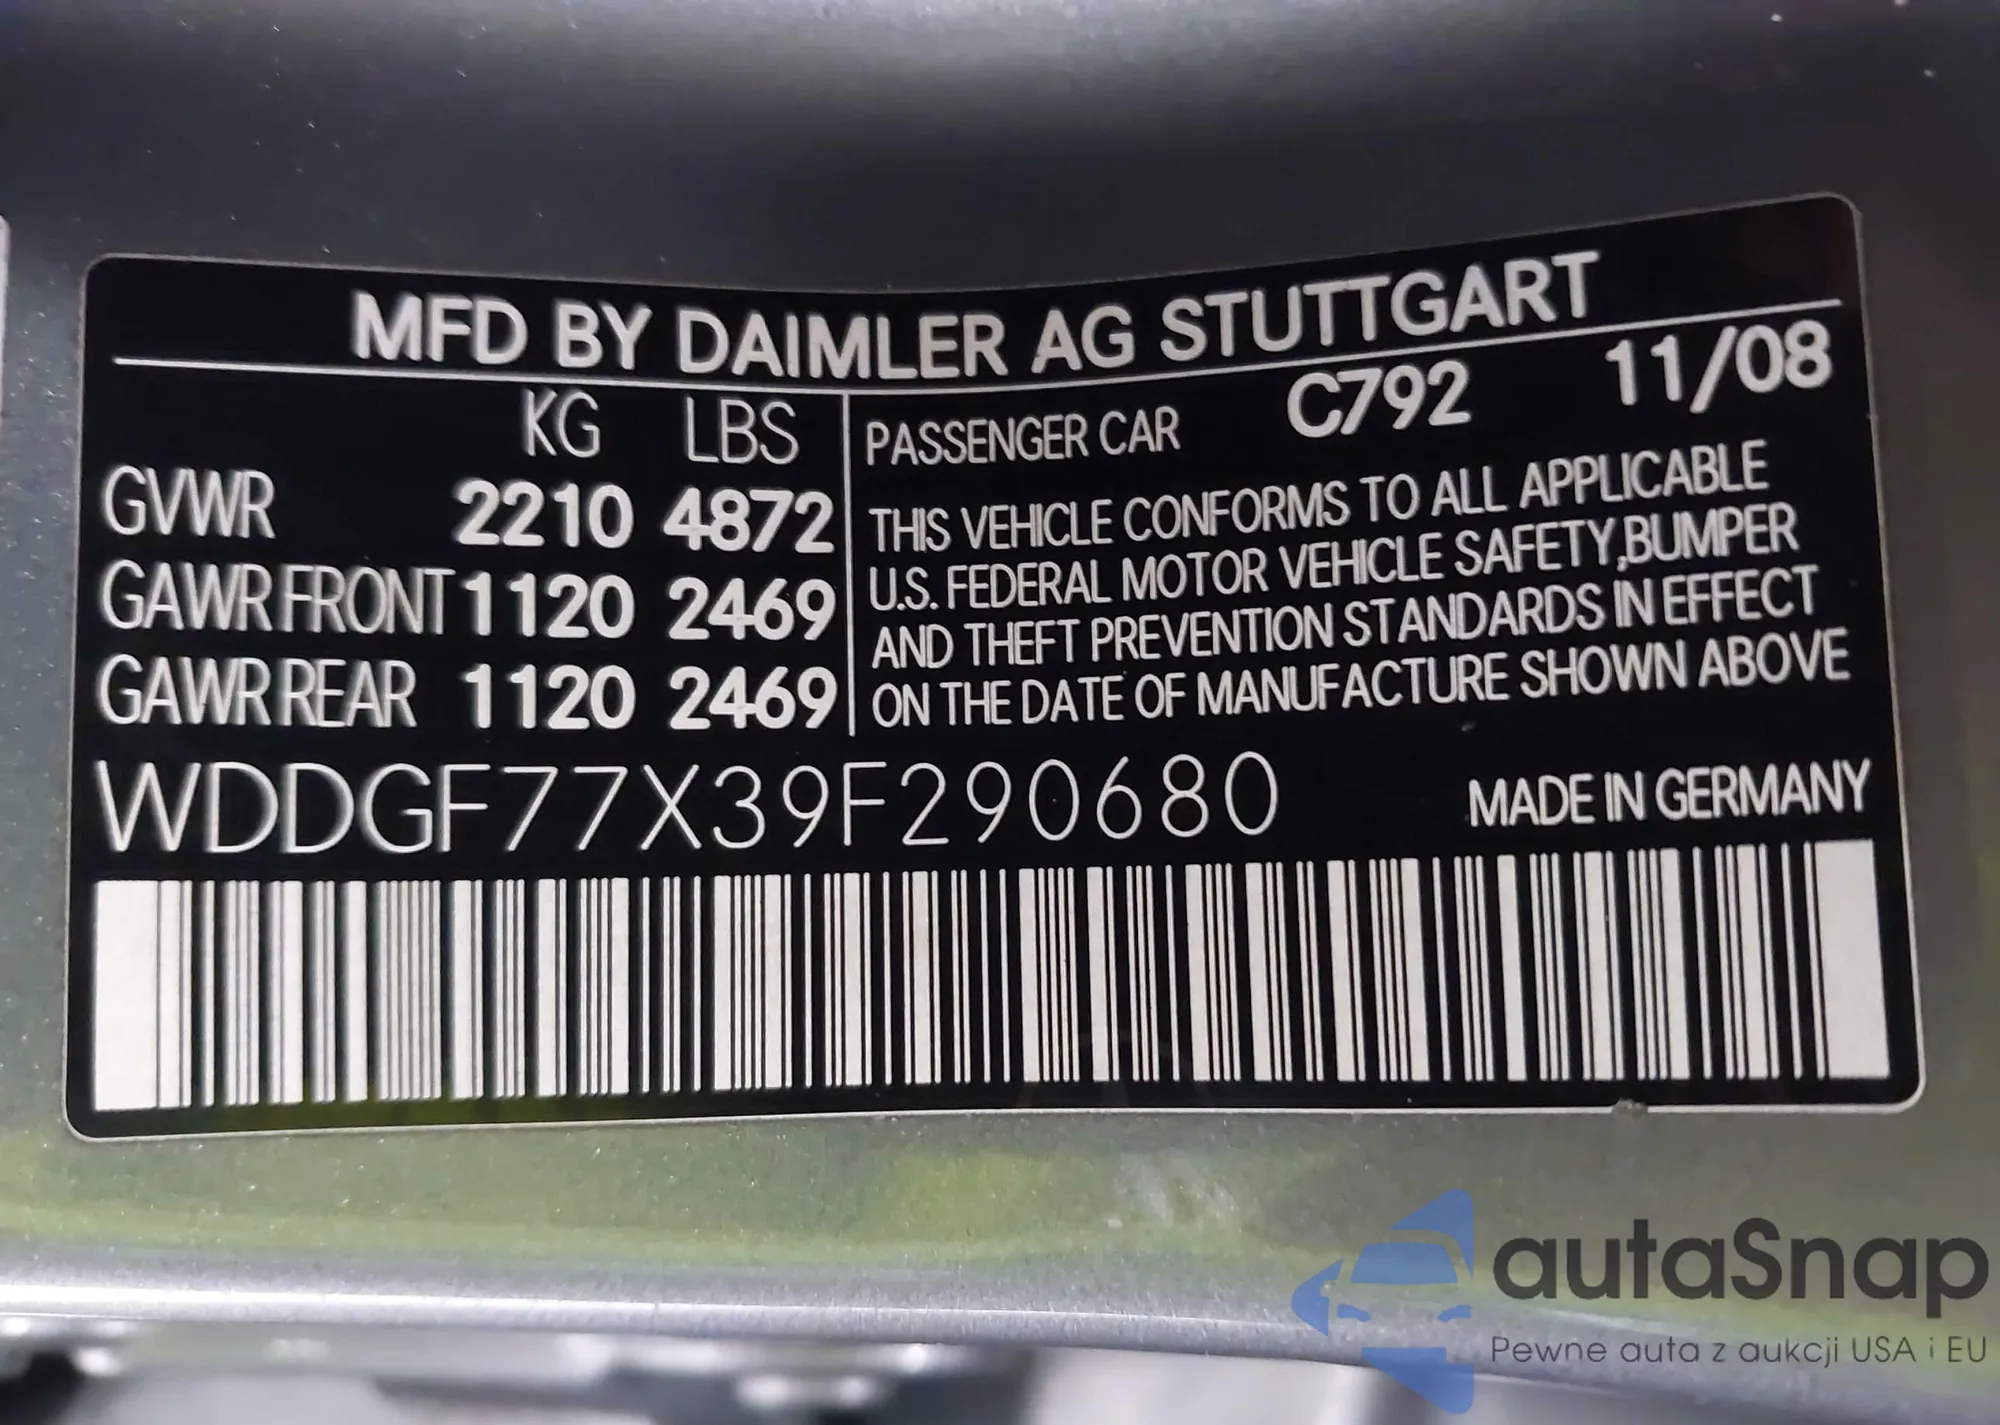 MFD BY DAIMLER AG STUTTGART
KG LBS
GVWR 2210 4872
GAWR FRONT 1120 2469
GAWR REAR 1120 2469
PASSENGER CAR C792 11/08
THIS VEHICLE CONFORMS TO ALL APPLICABLE
U.S. FEDERAL MOTOR VEHICLE SAFETY,BUMPER
AND THEFT PREVENTION STANDARDS IN EFFECT
ON THE DATE OF MANUFACTURE SHOWN ABOVE
WDDGF77X39F290680 MADE IN GERMANY
autaSnap
Pewne auta z aukcji USA i EU